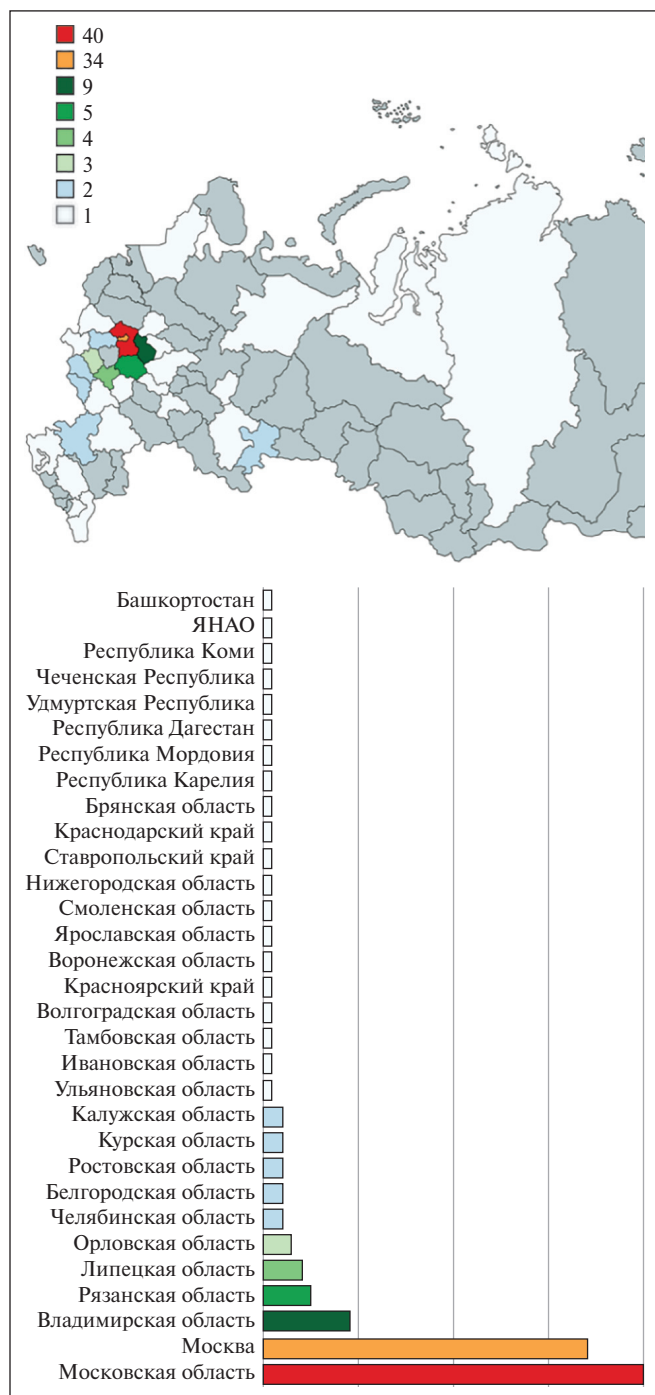 40
34
9
5
4
3
2
1
Башкортостан
ЯНАО
Республика Коми
Чеченская Республика
Удмуртская Республика
Республика Дагестан
Республика Мордовия
Республика Карелия
Брянская область
Краснодарский край
Ставропольский край
Нижегородская область
Смоленская область
Ярославская область
Воронежская область
Красноярский край
Волгоградская область
Тамбовская область
Ивановская область
Ульяновская область
Калужская область
Курская область
Ростовская область
Белгородская область
Челябинская область
Орловская область
Липецкая область
Рязанская область
Владимирская область
Москва
Московская область